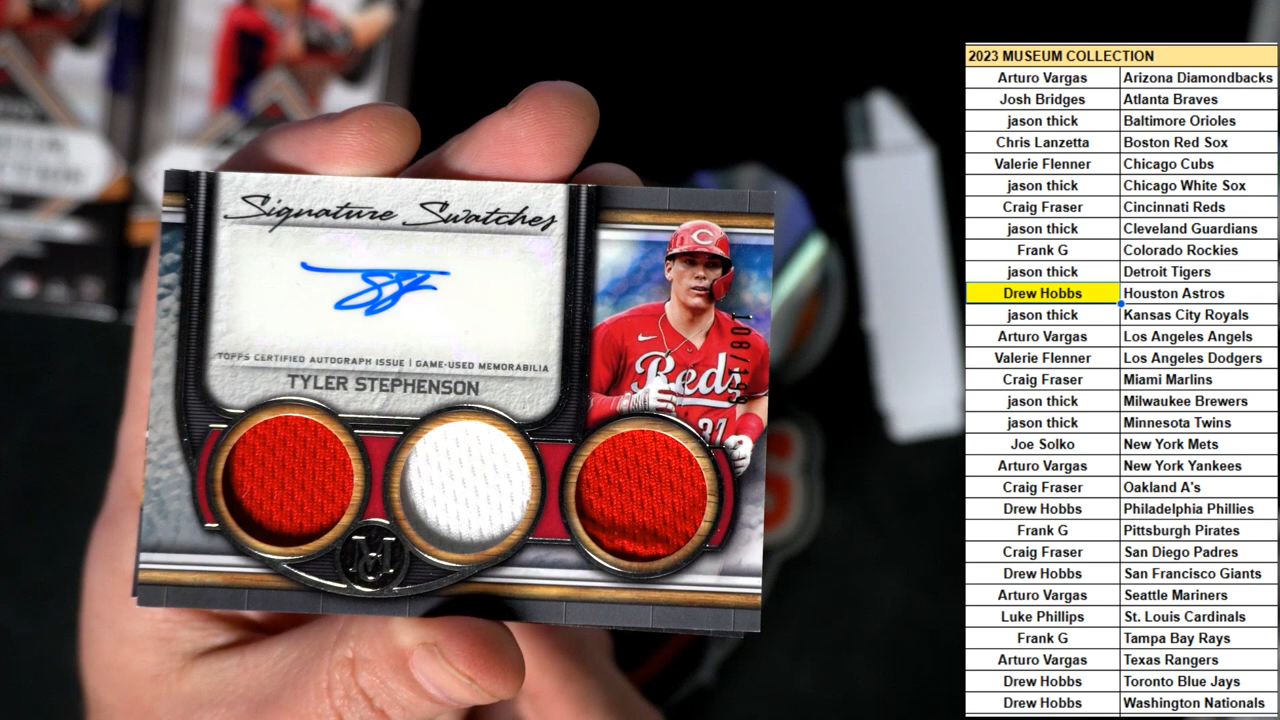 Signature Swatches
TOPPS CERTIFIED AUTOGRAPH ISSUE | GAME-USED MEMORABILIA
TYLER STEPHENSON
Reds
37
C
MC
2023 MUSEUM COLLECTION
Arturo Vargas Arizona Diamondbacks
Josh Bridges Atlanta Braves
jason thick Baltimore Orioles
Chris Lanzetta Boston Red Sox
Valerie Flenner Chicago Cubs
jason thick Chicago White Sox
Craig Fraser Cincinnati Reds
jason thick Cleveland Guardians
Frank G Colorado Rockies
jason thick Detroit Tigers
Drew Hobbs Houston Astros
jason thick Kansas City Royals
Arturo Vargas Los Angeles Angels
Valerie Flenner Los Angeles Dodgers
Craig Fraser Miami Marlins
jason thick Milwaukee Brewers
jason thick Minnesota Twins
Joe Solko New York Mets
Arturo Vargas New York Yankees
Craig Fraser Oakland A's
Drew Hobbs Philadelphia Phillies
Frank G Pittsburgh Pirates
Craig Fraser San Diego Padres
Drew Hobbs San Francisco Giants
Arturo Vargas Seattle Mariners
Luke Phillips St. Louis Cardinals
Frank G Tampa Bay Rays
Arturo Vargas Texas Rangers
Drew Hobbs Toronto Blue Jays
Drew Hobbs Washington Nationals